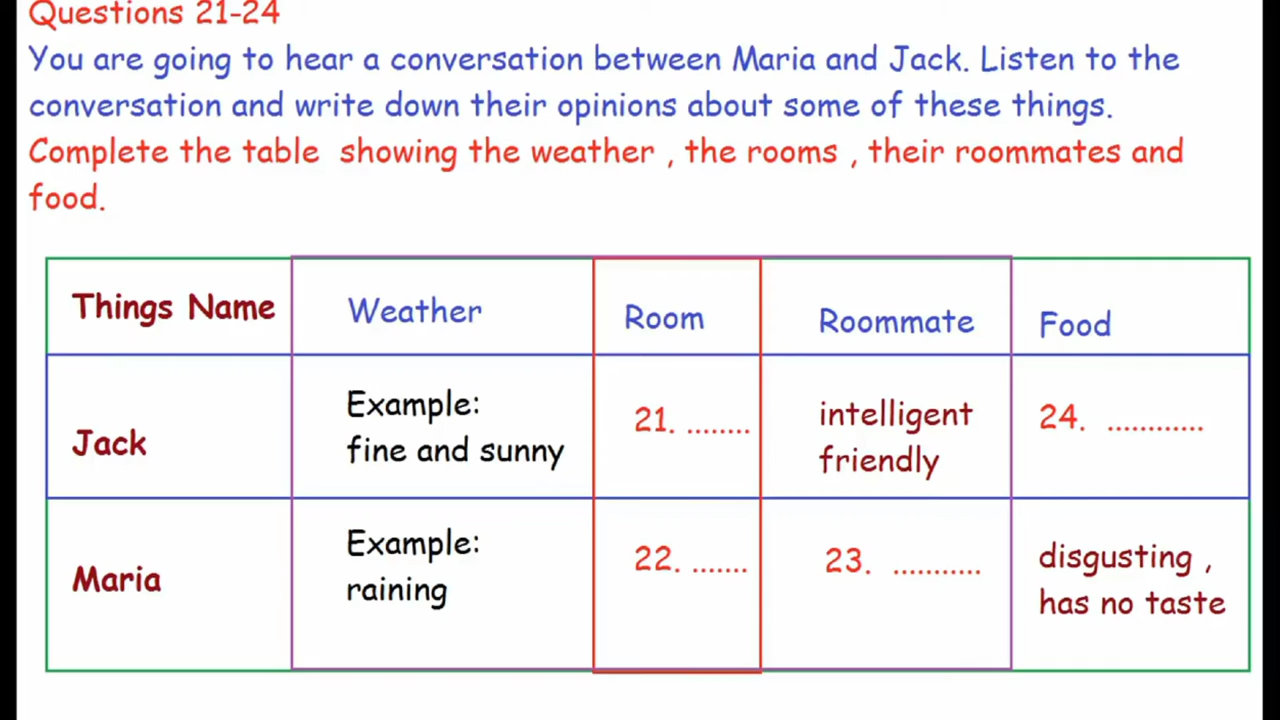 Questions 21-24
You are going to hear a conversation between Maria and Jack. Listen to the
conversation and write down their opinions about some of these things.
Complete the table showing the weather , the rooms , their roommates and
food.
Things Name Weather Room Roommate Food
Jack
Example:
fine and sunny
21. ........
intelligent
friendly
24. ............
Maria
Example:
raining
22. .......
23. ...........
disgusting ,
has no taste